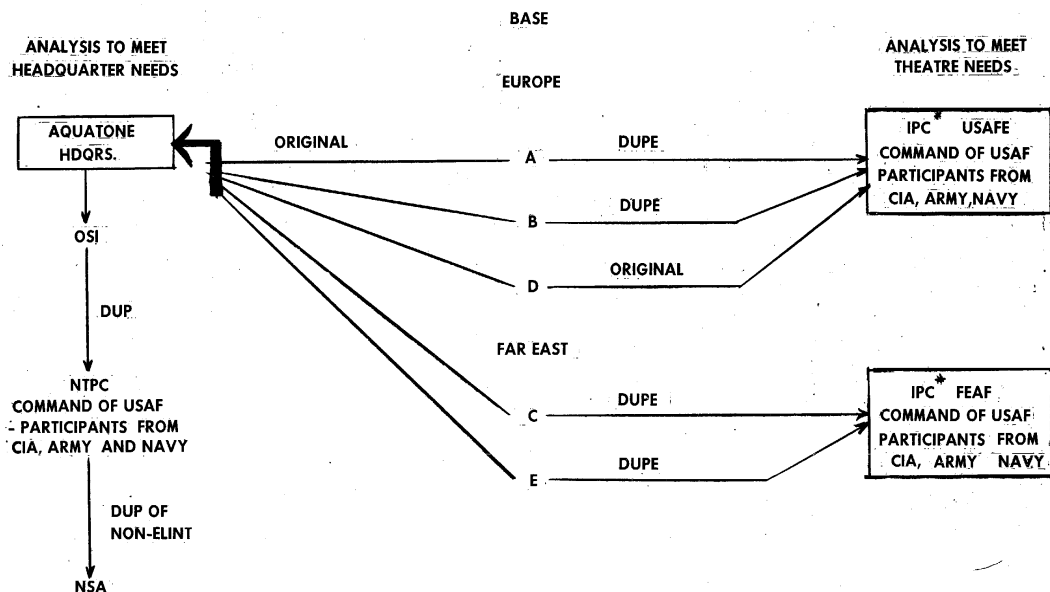 BASE
ANALYSIS TO MEET
HEADQUARTER NEEDS
EUROPE
ANALYSIS TO MEET
THEATRE NEEDS
AQUATONE
HDQRS.
ORIGINAL
A
DUPE
IPC* USAFE
COMMAND OF USAF
PARTICIPANTS FROM
CIA, ARMY,NAVY
B
DUPE
OSI
D
ORIGINAL
DUP
FAR EAST
NTPC
COMMAND OF USAF
- PARTICIPANTS FROM
CIA, ARMY AND NAVY
C
DUPE
IPC* FEAF
COMMAND OF USAF
PARTICIPANTS FROM
CIA, ARMY NAVY
E
DUPE
DUP OF
NON-ELINT
NSA